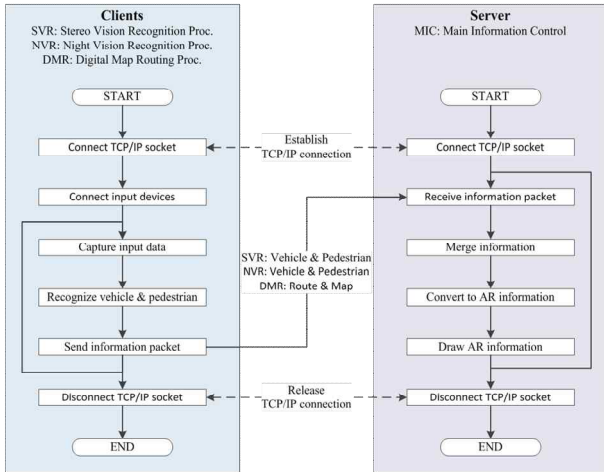 Clients
SVR: Stereo Vision Recognition Proc.
NVR: Night Vision Recognition Proc.
DMR: Digital Map Routing Proc.
START
Connect TCP/IP socket
Connect input devices
Capture input data
Recognize vehicle & pedestrian
Send information packet
Disconnect TCP/IP socket
END
Establish
TCP/IP connection
SVR: Vehicle & Pedestrian
NVR: Vehicle & Pedestrian
DMR: Route & Map
Release
TCP/IP connection
Server
MIC: Main Information Control
START
Connect TCP/IP socket
Receive information packet
Merge information
Convert to AR information
Draw AR information
Disconnect TCP/IP socket
END